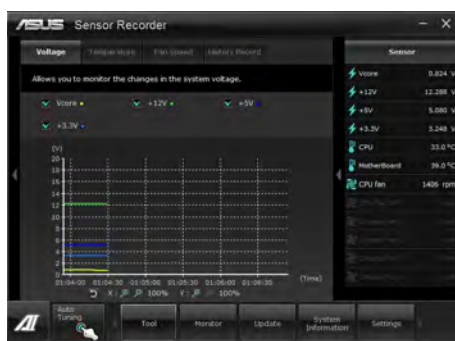 ASUS Sensor Recorder
Voltage Temperature Fan Speed History Record
Allows you to monitor the changes in the system voltage.
Vcore +12V +5V
+3.3V
(V)
20
18
16
14
12
10
8
6
4
2
0
01:04:00 01:04:30 01:05:00 01:05:30 01:06:00 01:06:30
(Time)
X: 100% Y: 100%
Sensor
Vcore 0.824 V
+12V 12.288 V
+5V 5.080 V
+3.3V 3.248 V
CPU 33.0 °C
MotherBoard 39.0 °C
CPU fan 1406 rpm
AI
Auto Tuning
Tool
Monitor
Update
System Information
Settings